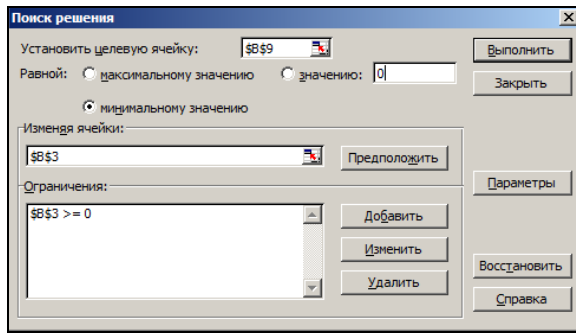 Поиск решения
Установить целевую ячейку: $B$9 Выполнить
Равной: максимальному значению значению: 0 Закрыть
минимальному значению
Изменяя ячейки:
$B$3 Предположить
Ограничения: Параметры
$B$3 >= 0 Добавить
Изменить
Восстановить
Удалить
Справка